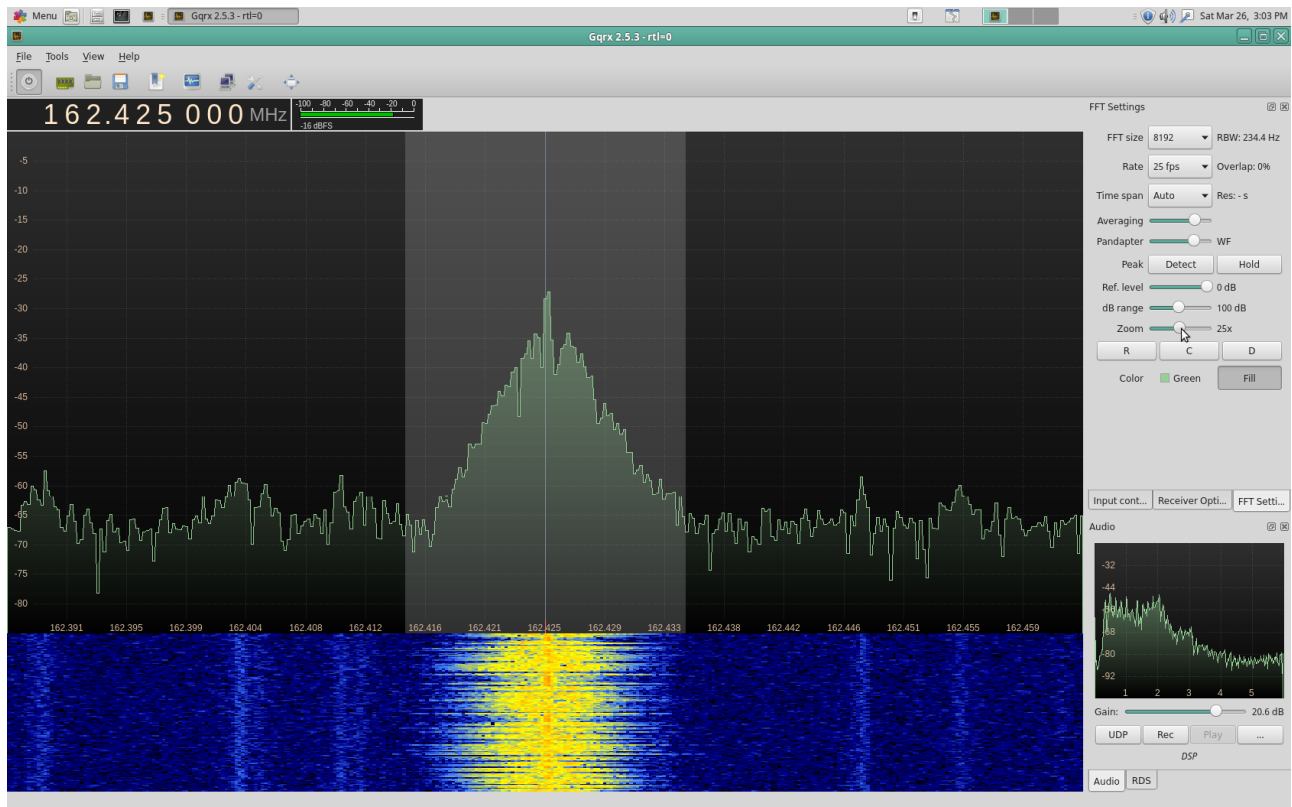 Menu
Gqrx 2.5.3 - rtl=0
Sat Mar 26, 3:03 PM
Gqrx 2.5.3 - rtl=0
File Tools View Help
162.425 000 MHz
-100 -80 -60 -40 -20 0
-16 dBFS
-5
-10
-15
-20
-25
-30
-35
-40
-45
-50
-55
-60
-65
-70
-75
-80
162.391 162.395 162.399 162.404 162.408 162.412 162.416 162.421 162.425 162.429 162.433 162.438 162.442 162.446 162.451 162.455 162.459
FFT Settings
FFT size 8192 RBW: 234.4 Hz
Rate 25 fps Overlap: 0%
Time span Auto Res: - s
Averaging
Pandapter WF
Peak Detect Hold
Ref. level 0 dB
dB range 100 dB
Zoom 25x
R C D
Color Green Fill
Input cont... Receiver Opti... FFT Setti...
Audio
-32
-44
-68
-80
-92
1 2 3 4 5
Gain: 20.6 dB
UDP Rec Play ...
DSP
Audio RDS